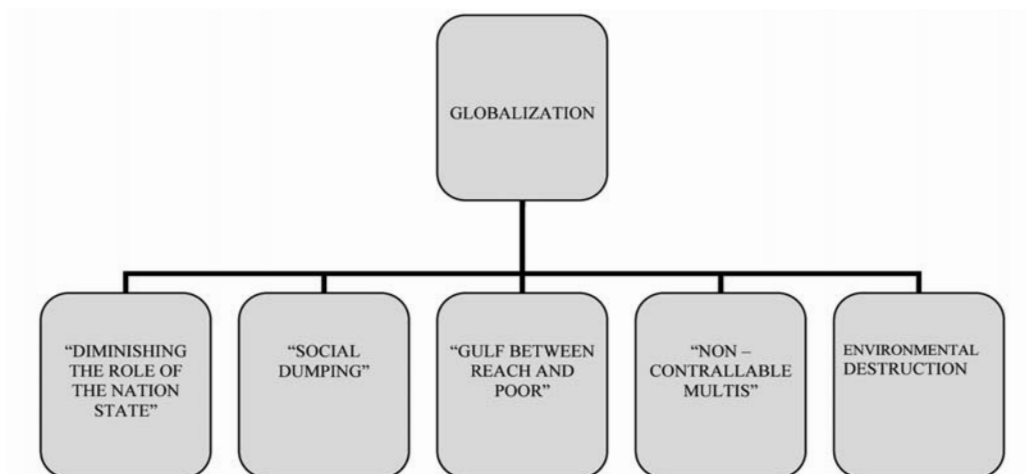 GLOBALIZATION
“DIMINISHING
THE ROLE OF
THE NATION
STATE”
“SOCIAL
DUMPING”
“GULF BETWEEN
REACH AND
POOR”
“NON –
CONTRALLABLE
MULTIS”
ENVIRONMENTAL
DESTRUCTION